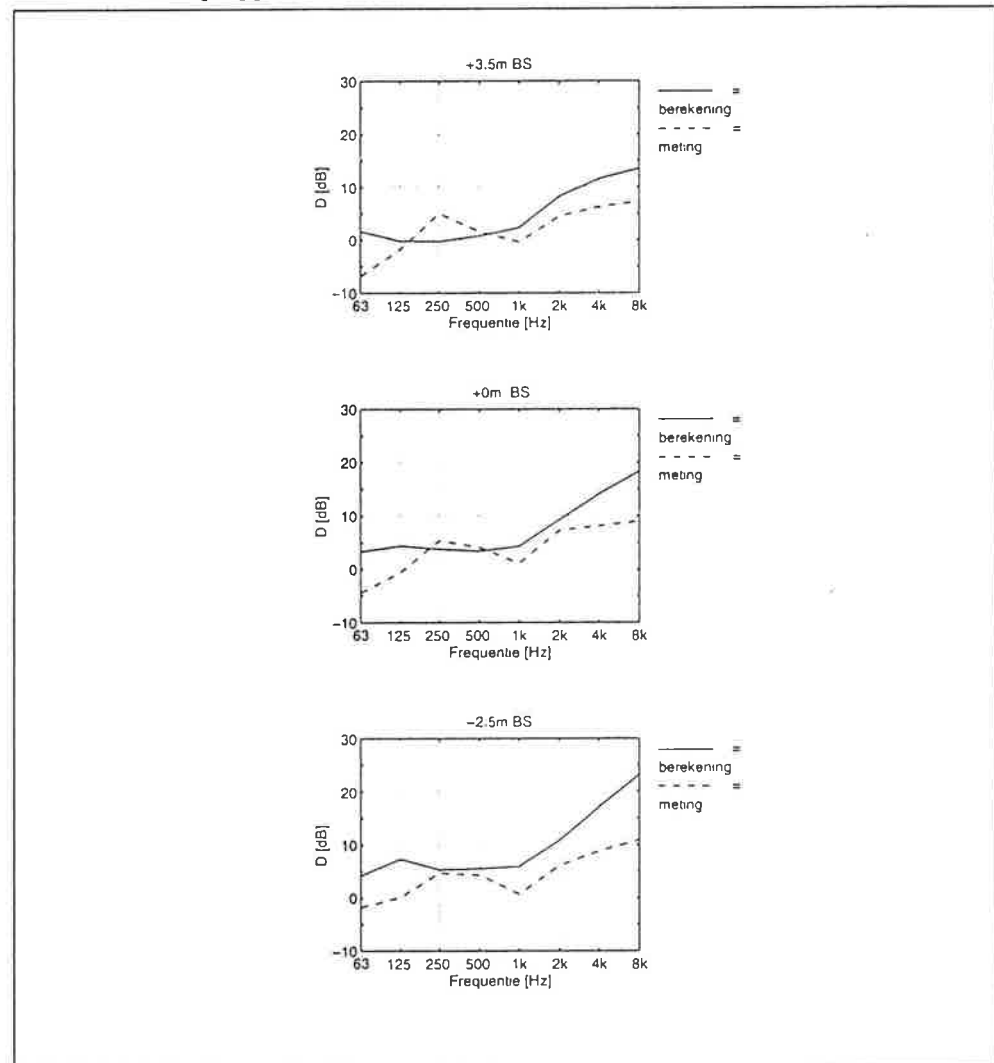 +3.5m BS
30
20
10
0
-10
D [dB]
63 125 250 500 1k 2k 4k 8k
Frequentie [Hz]
=
berekening
=
meting
+0m BS
30
20
10
0
-10
D [dB]
63 125 250 500 1k 2k 4k 8k
Frequentie [Hz]
=
berekening
=
meting
-2.5m BS
30
20
10
0
-10
D [dB]
63 125 250 500 1k 2k 4k 8k
Frequentie [Hz]
=
berekening
=
meting